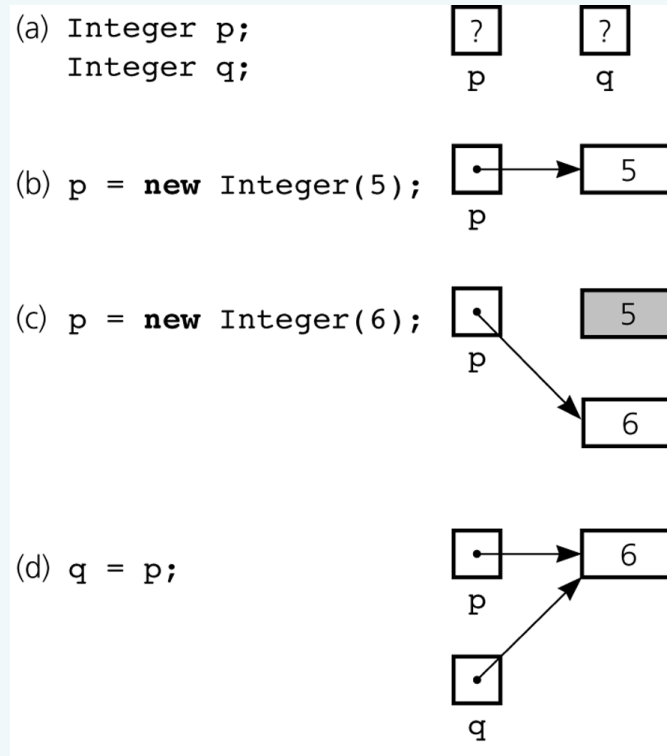 (a) Integer p;
Integer q;
? ?
p q
(b) p = new Integer(5);
5
p
(c) p = new Integer(6);
5
p
6
(d) q = p;
6
p
q